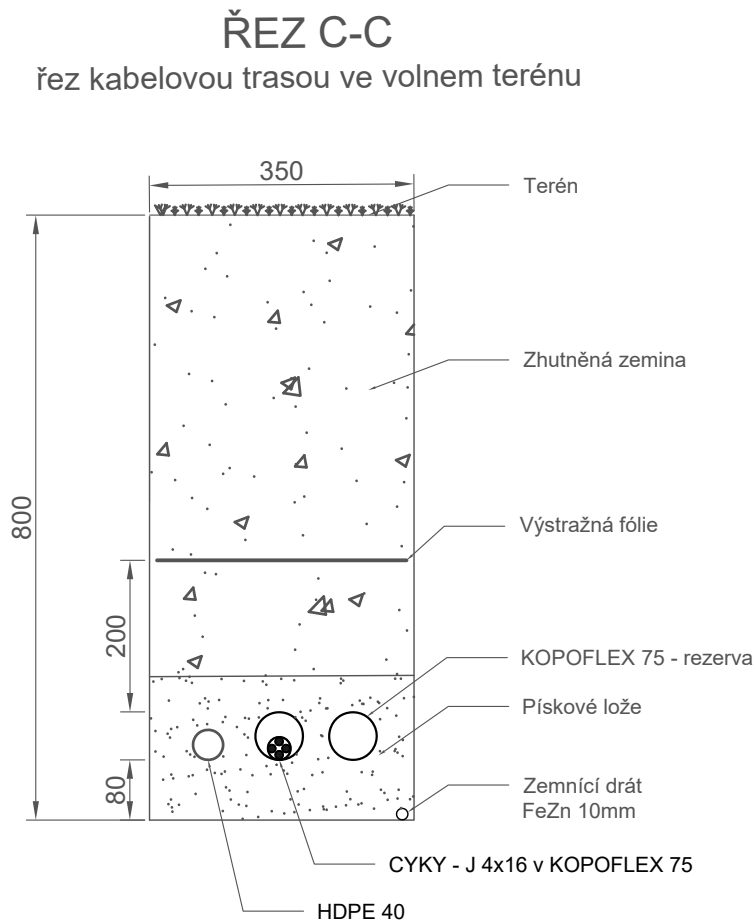 ŘEZ C-C
řez kabelovou trasou ve volnem terénu
350
Terén
Zhutněná zemina
800
Výstražná fólie
200
KOPOFLEX 75 - rezerva
Pískové lože
80
Zemnící drát
FeZn 10mm
CYKY - J 4x16 v KOPOFLEX 75
HDPE 40